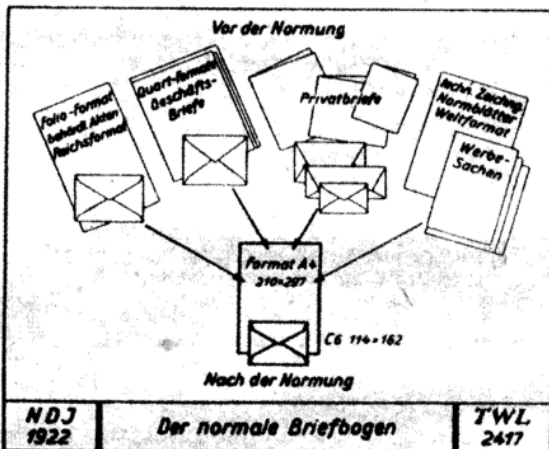 Vor der Normung
Folio-format
behördl. Akten
Reichsformat
Quart-formate
Geschäfts-
Briefe
Privatbriefe
Techn. Zeichng.
Normblätter
Weltformat
Werbe-
Sachen
Format A4
210×297
C6 114×162
Nach der Normung
NDJ
1922
Der normale Briefbogen
TWL
2417